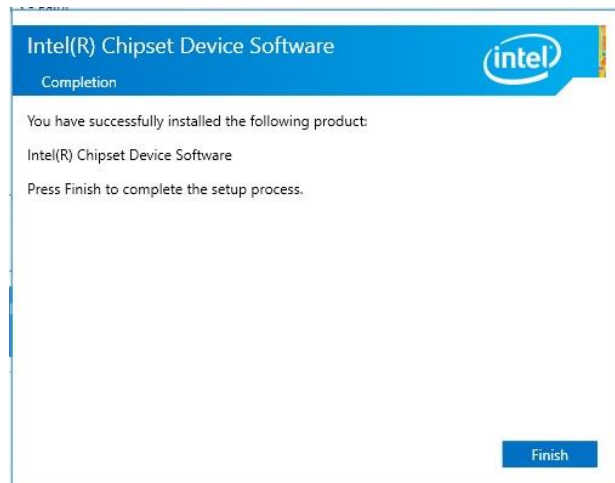 Intel(R) Chipset Device Software
intel
Completion
You have successfully installed the following product:
Intel(R) Chipset Device Software
Press Finish to complete the setup process.
Finish